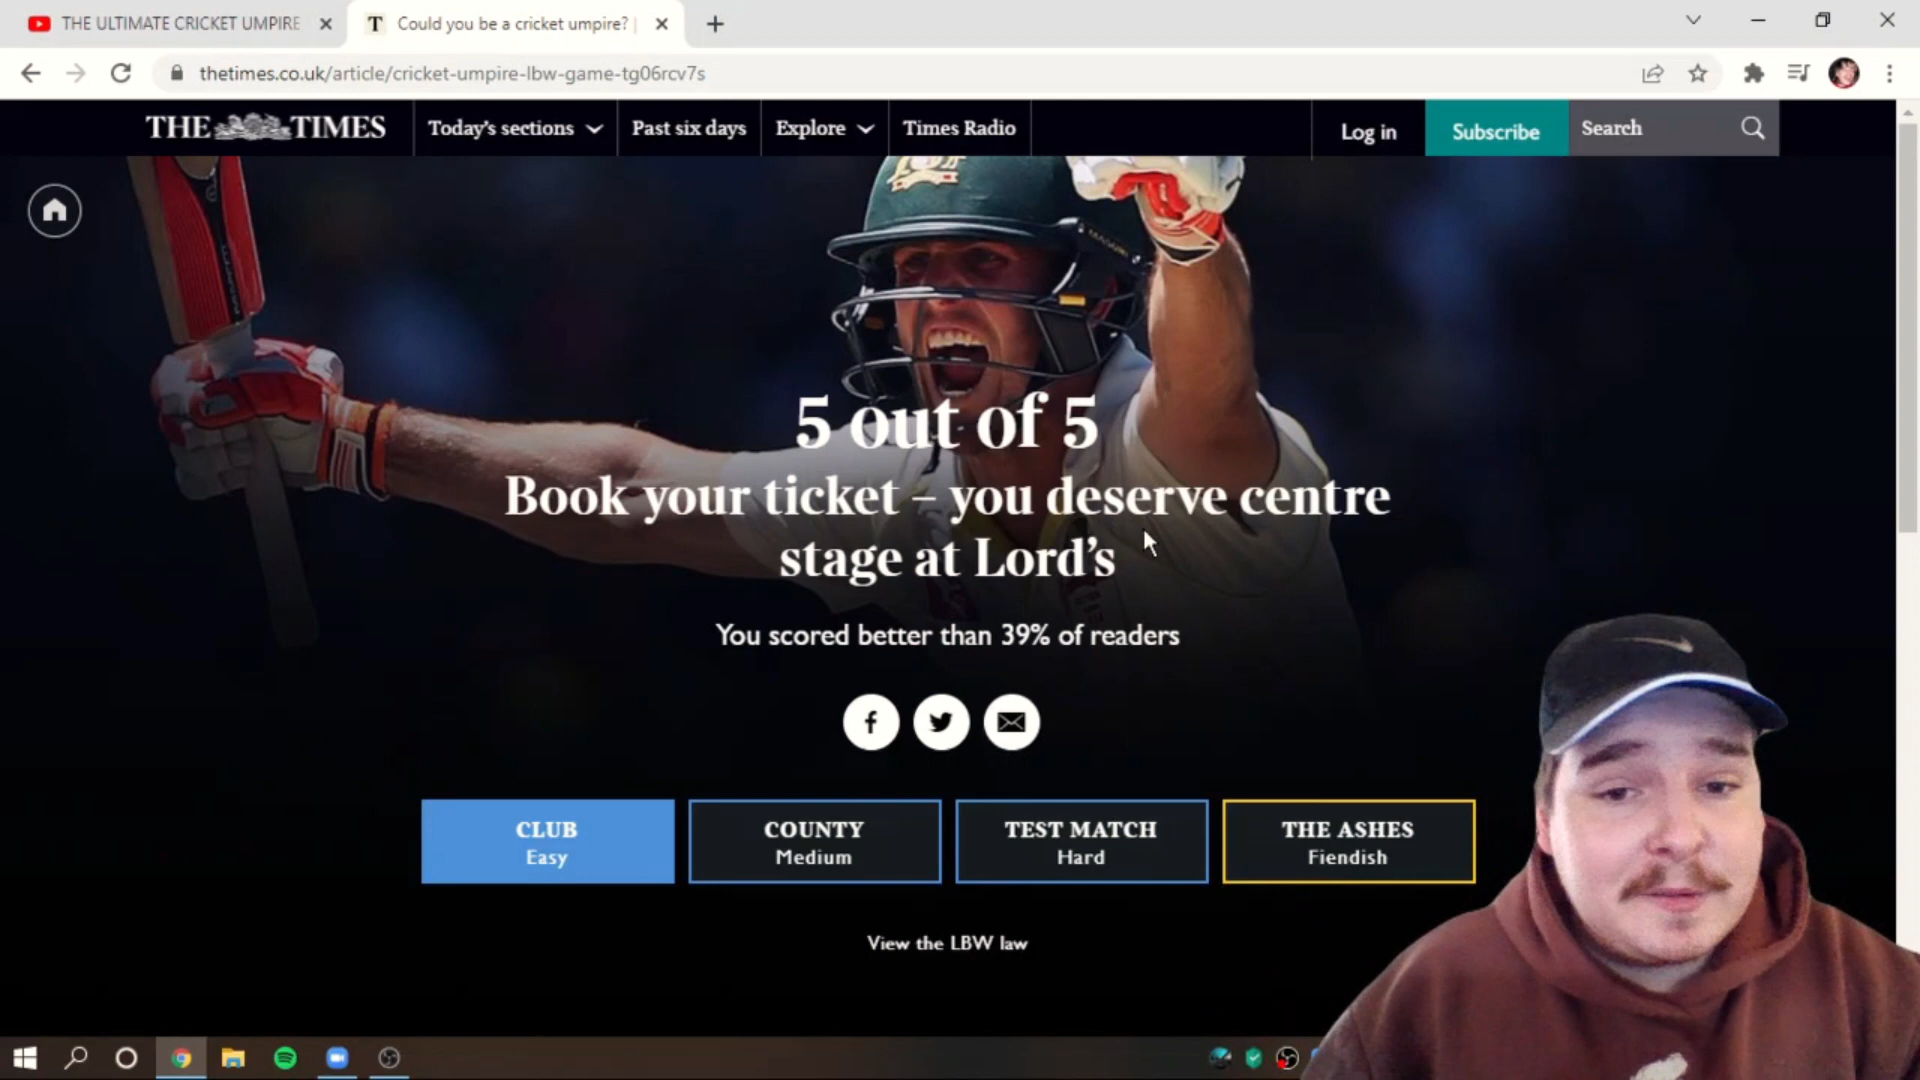 THE ULTIMATE CRICKET UMPIRE
T Could you be a cricket umpire? |
thetimes.co.uk/article/cricket-umpire-lbw-game-tg06rcv7s
THE TIMES
Today's sections
Past six days
Explore
Times Radio
Log in
Subscribe
Search
5 out of 5
Book your ticket – you deserve centre
stage at Lord's
You scored better than 39% of readers
CLUB
Easy
COUNTY
Medium
TEST MATCH
Hard
THE ASHES
Fiendish
View the LBW law